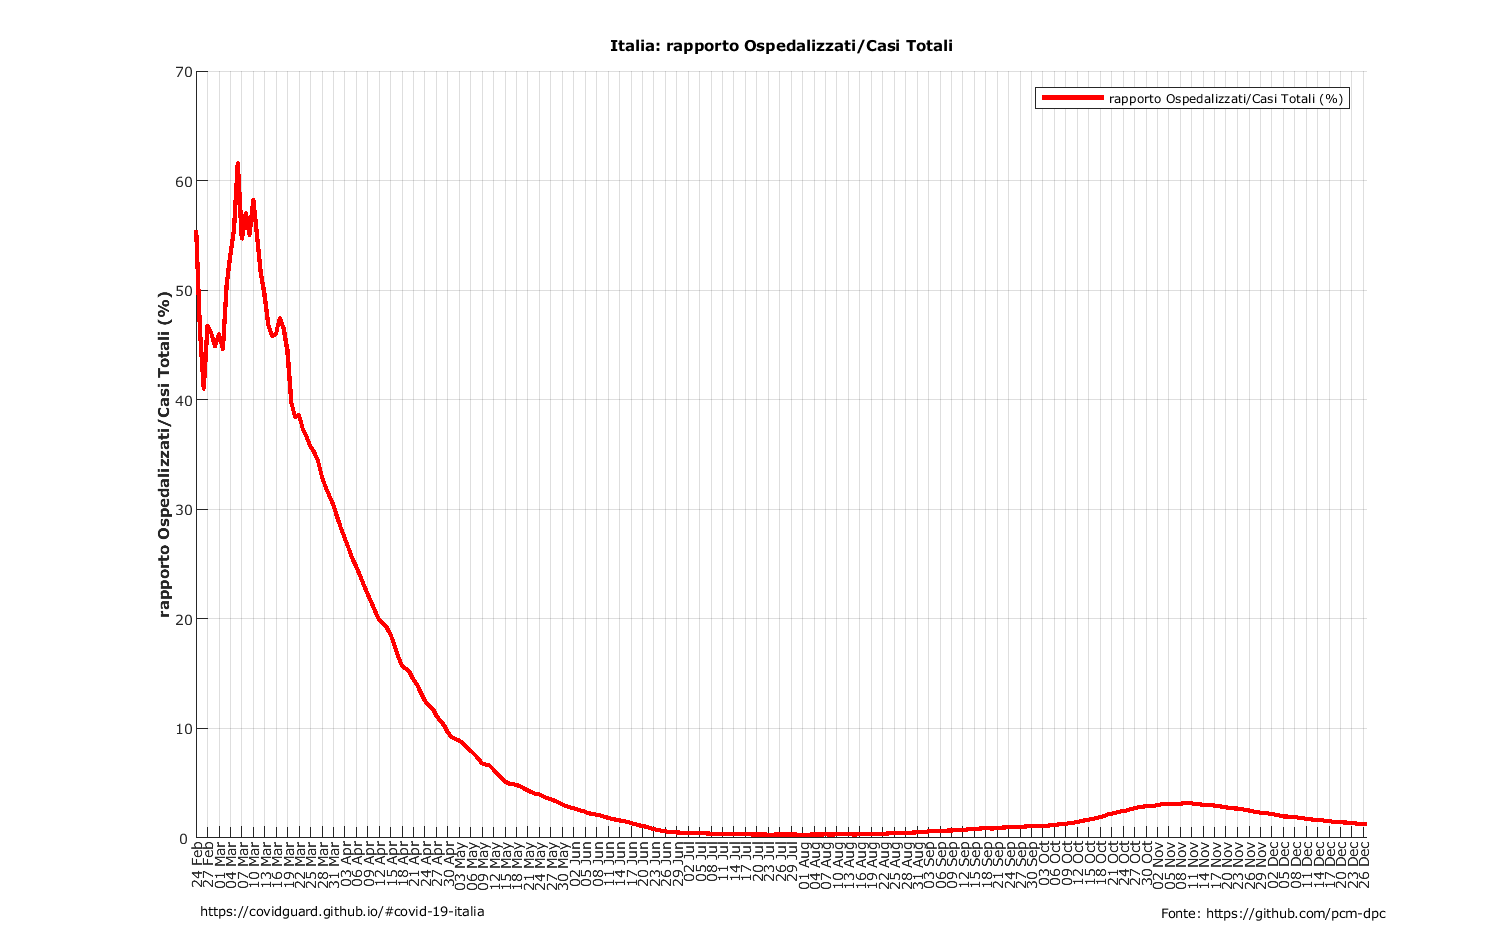 Italia: rapporto Ospedalizzati/Casi Totali
rapporto Ospedalizzati/Casi Totali (%)
rapporto Ospedalizzati/Casi Totali (%)
70
60
50
40
30
20
10
0
24 Feb
27 Feb
01 Mar
04 Mar
07 Mar
10 Mar
13 Mar
16 Mar
19 Mar
22 Mar
25 Mar
28 Mar
31 Mar
03 Apr
06 Apr
09 Apr
12 Apr
15 Apr
18 Apr
21 Apr
24 Apr
27 Apr
30 Apr
03 May
06 May
09 May
12 May
15 May
18 May
21 May
24 May
27 May
30 May
02 Jun
05 Jun
08 Jun
11 Jun
14 Jun
17 Jun
20 Jun
23 Jun
26 Jun
29 Jun
02 Jul
05 Jul
08 Jul
11 Jul
14 Jul
17 Jul
20 Jul
23 Jul
26 Jul
29 Jul
01 Aug
04 Aug
07 Aug
10 Aug
13 Aug
16 Aug
19 Aug
22 Aug
25 Aug
28 Aug
31 Aug
03 Sep
06 Sep
09 Sep
12 Sep
15 Sep
18 Sep
21 Sep
24 Sep
27 Sep
30 Sep
03 Oct
06 Oct
09 Oct
12 Oct
15 Oct
18 Oct
21 Oct
24 Oct
27 Oct
30 Oct
02 Nov
05 Nov
08 Nov
11 Nov
14 Nov
17 Nov
20 Nov
23 Nov
26 Nov
29 Nov
02 Dec
05 Dec
08 Dec
11 Dec
14 Dec
17 Dec
20 Dec
23 Dec
26 Dec
https://covidguard.github.io/#covid-19-italia
Fonte: https://github.com/pcm-dpc